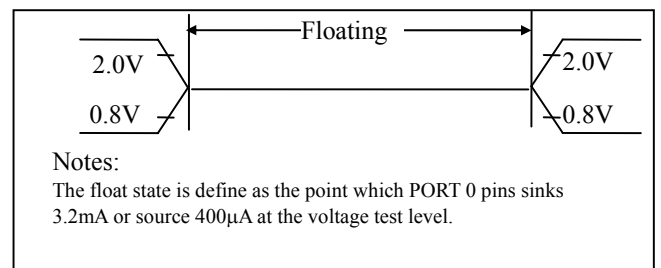 Floating
2.0V 2.0V
0.8V 0.8V
Notes:
The float state is define as the point which PORT 0 pins sinks
3.2mA or source 400μA at the voltage test level.